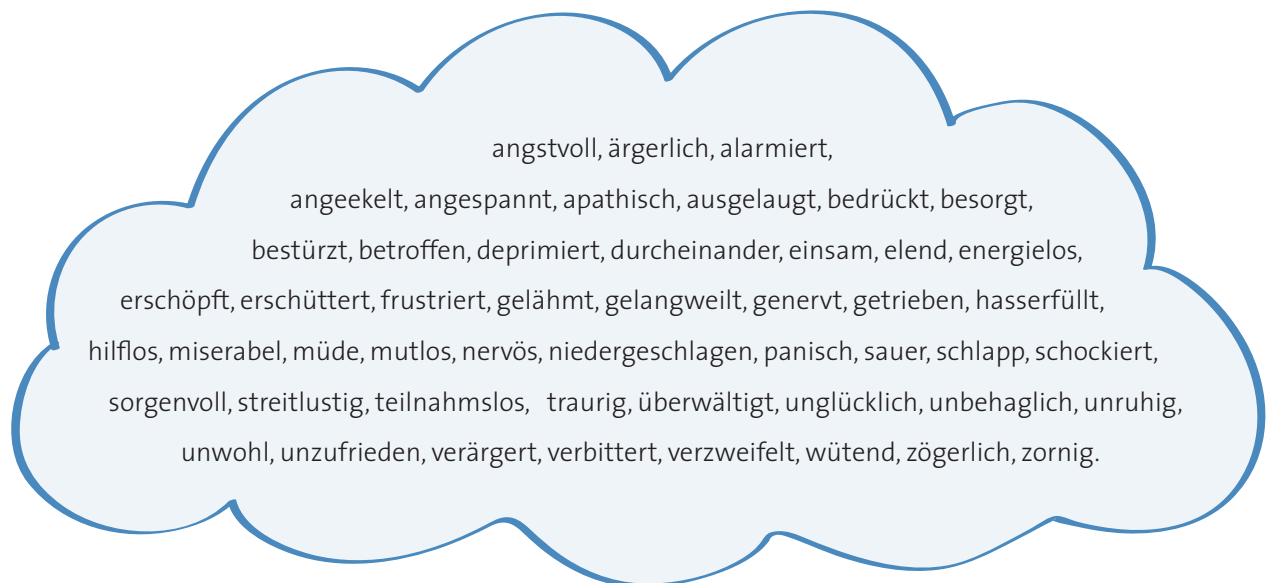 angstvoll, ärgerlich, alarmiert,
angeekelt, angespannt, apathisch, ausgelaugt, bedrückt, besorgt,
bestürzt, betroffen, deprimiert, durcheinander, einsam, elend, energielos,
erschöpft, erschüttert, frustriert, gelähmt, gelangweilt, genervt, getrieben, hasserfüllt,
hilflos, miserabel, müde, mutlos, nervös, niedergeschlagen, panisch, sauer, schlapp, schockiert,
sorgenvoll, streitlustig, teilnahmslos, traurig, überwältigt, unglücklich, unbehaglich, unruhig,
unwohl, unzufrieden, verärgert, verbittert, verzweifelt, wütend, zögerlich, zornig.